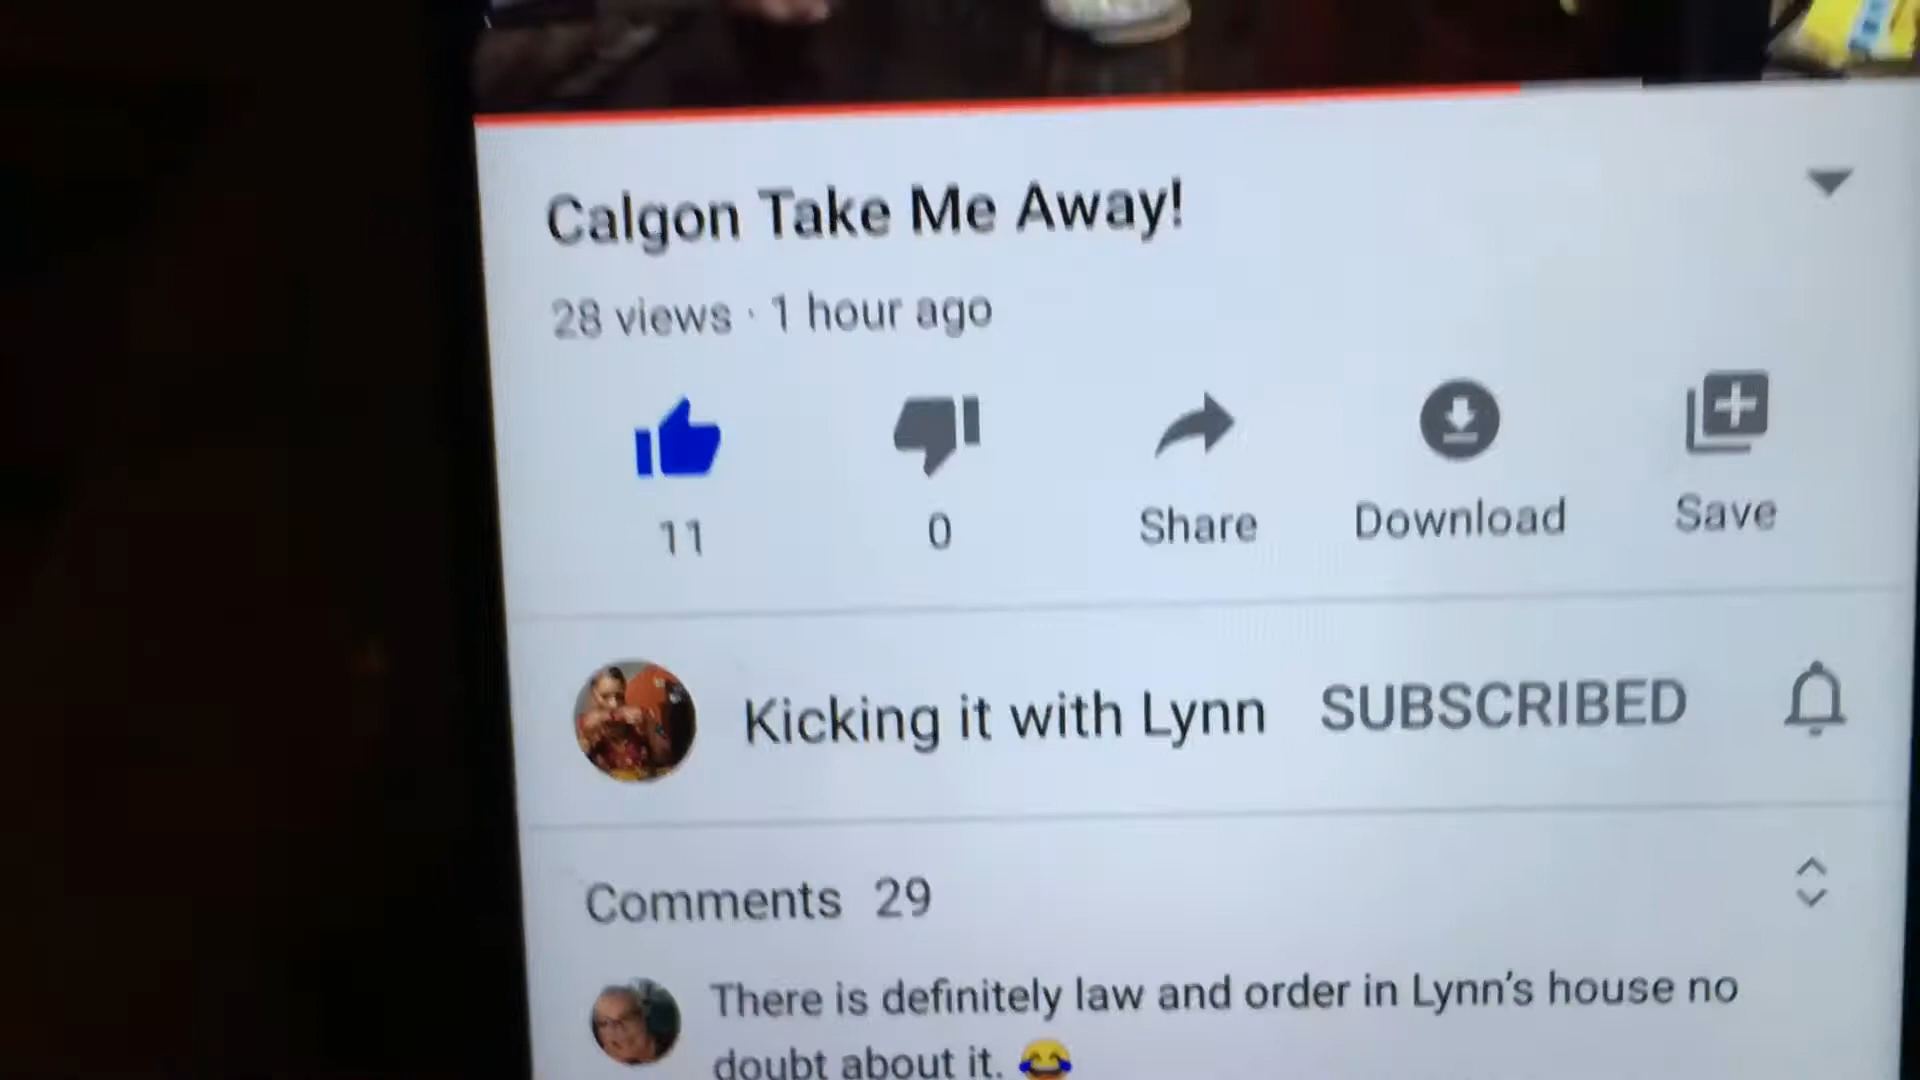 Calgon Take Me Away!
28 views · 1 hour ago
11
0
Share
Download
Save
Kicking it with Lynn
SUBSCRIBED
Comments 29
There is definitely law and order in Lynn's house no
doubt about it. 😂